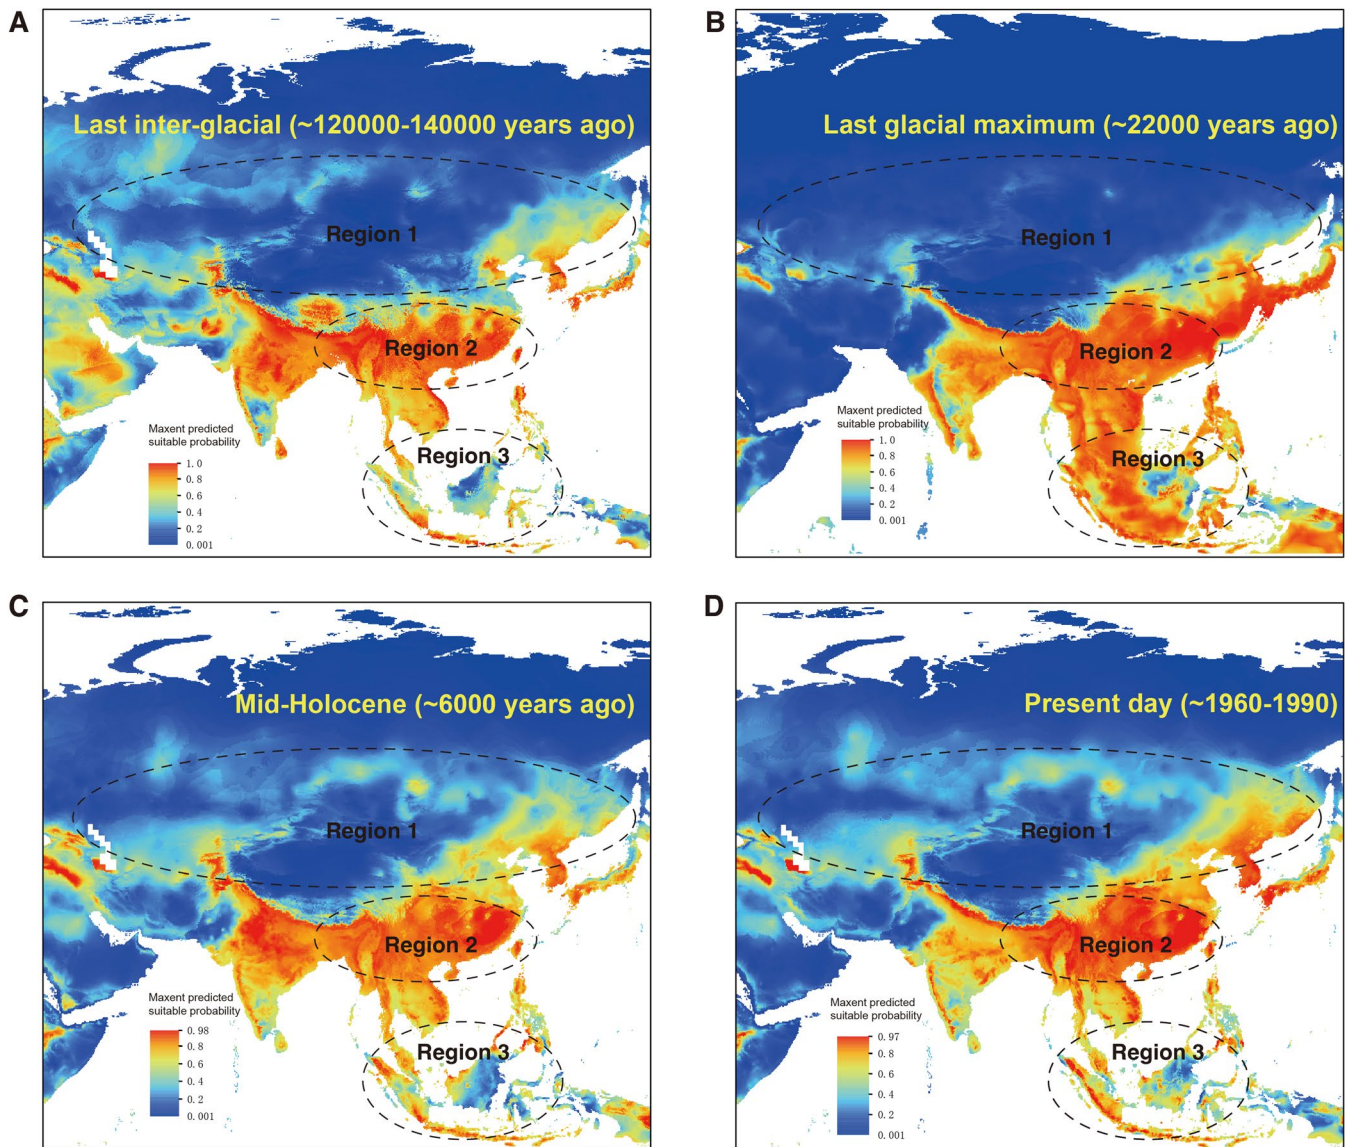 A
Last inter-glacial (~120000-140000 years ago)
Region 1
Region 2
Region 3
Maxent predicted
suitable probability
1.0
0.8
0.6
0.4
0.2
0.001
B
Last glacial maximum (~22000 years ago)
Region 1
Region 2
Region 3
Maxent predicted
suitable probability
1.0
0.8
0.6
0.4
0.2
0.001
C
Mid-Holocene (~6000 years ago)
Region 1
Region 2
Region 3
Maxent predicted
suitable probability
0.98
0.8
0.6
0.4
0.2
0.001
D
Present day (~1960-1990)
Region 1
Region 2
Region 3
Maxent predicted
suitable probability
0.97
0.8
0.6
0.4
0.2
0.001